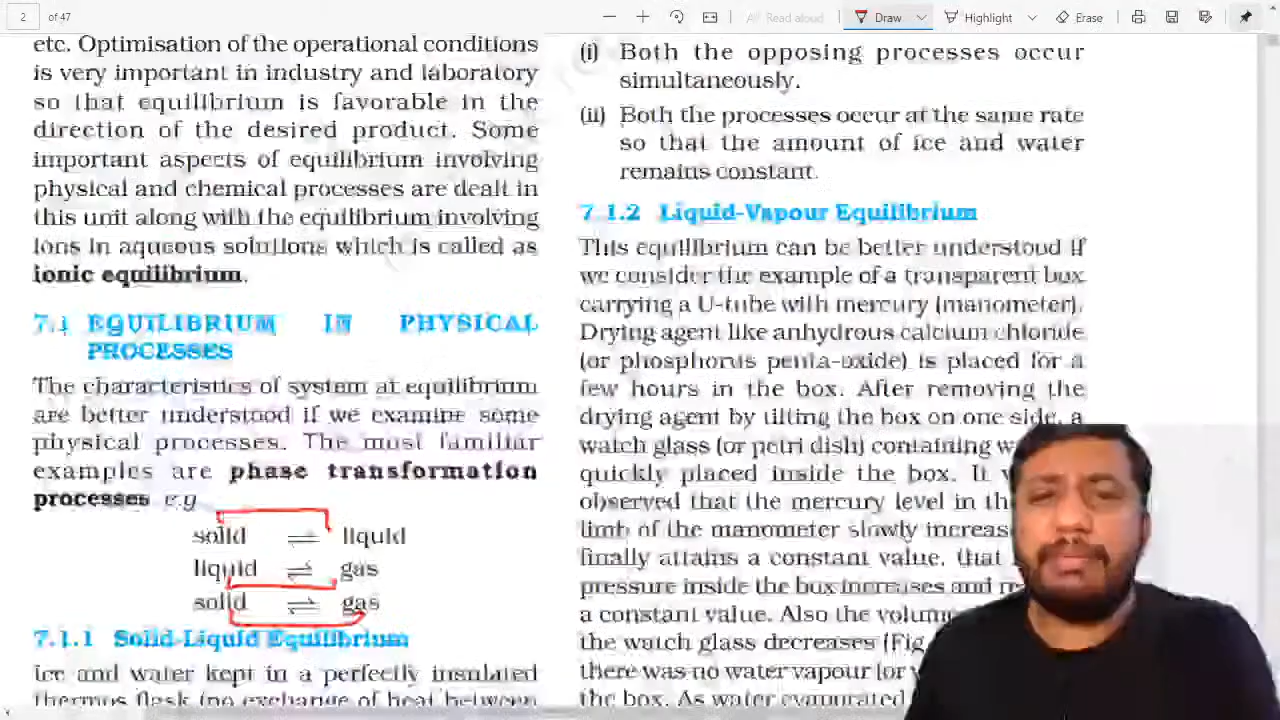 2 of 47
Read aloud
Draw
Highlight
Erase
etc. Optimisation of the operational conditions
is very important in industry and laboratory
so that equilibrium is favorable in the
direction of the desired product. Some
important aspects of equilibrium involving
physical and chemical processes are dealt in
this unit along with the equilibrium involving
ions in aqueous solutions which is called as
ionic equilibrium.
7.1 EQUILIBRIUM IN PHYSICAL
PROCESSES
The characteristics of system at equilibrium
are better understood if we examine some
physical processes. The most familiar
examples are phase transformation
processes e.g
solid ⇌ liquid
liquid ⇌ gas
solid ⇌ gas
7.1.1 Solid-Liquid Equilibrium
Ice and water kept in a perfectly insulated
thermos flask (no exchange of heat between
(i) Both the opposing processes occur
simultaneously.
(ii) Both the processes occur at the same rate
so that the amount of ice and water
remains constant.
7.1.2 Liquid-Vapour Equilibrium
This equilibrium can be better understood if
we consider the example of a transparent box
carrying a U-tube with mercury (manometer).
Drying agent like anhydrous calcium chloride
(or phosphorus penta-oxide) is placed for a
few hours in the box. After removing the
drying agent by tilting the box on one side, a
watch glass (or petri dish) containing
quickly placed inside the box. It
observed that the mercury level in
limb of the manometer slowly
finally attains a constant value, that
pressure inside the box increases and
a constant value. Also the
the watch glass decreases
there was no water vapour (or
the box. As water evaporated